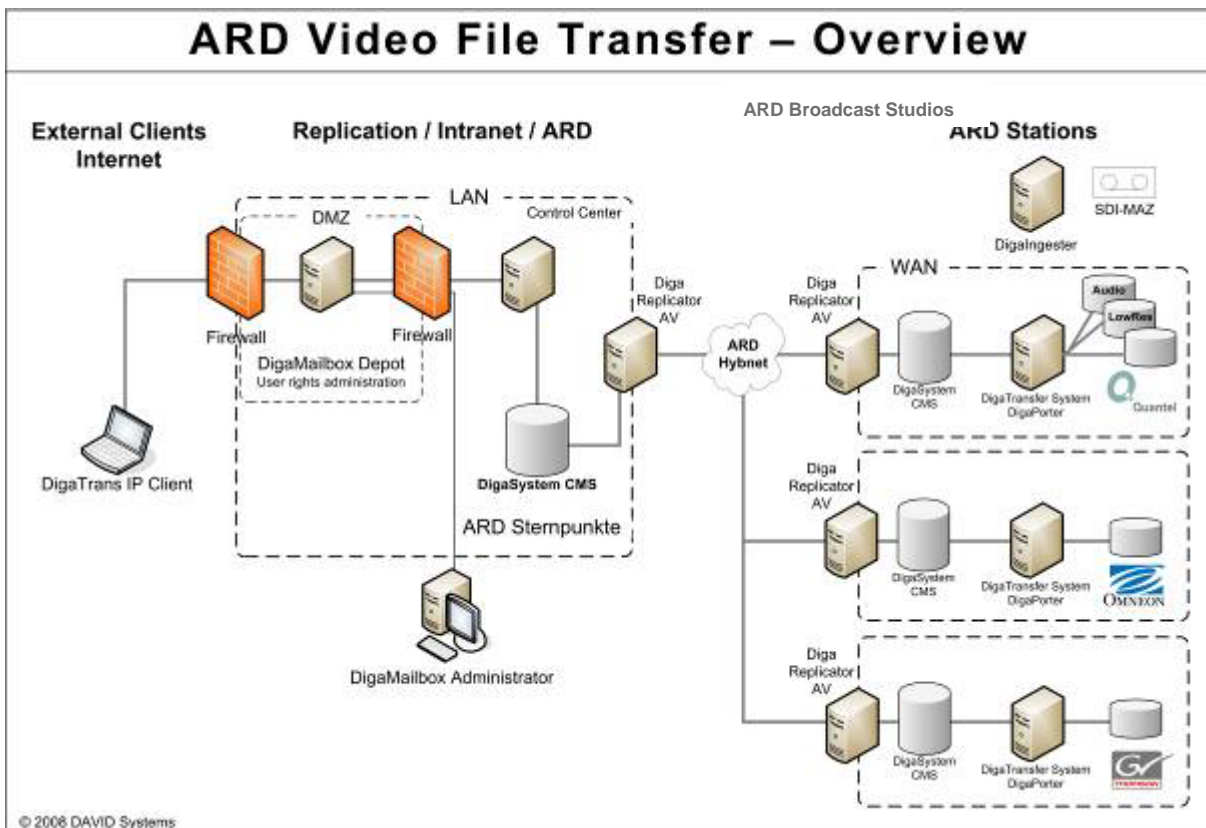 ARD Video File Transfer – Overview
ARD Broadcast Studios
External Clients
Internet
Replication / Intranet / ARD
ARD Stations
LAN
DMZ
Control Center
SDI-MAZ
DigaIngester
WAN
Firewall
Firewall
DigaMailbox Depot
User rights administration
Diga
Replicator
AV
ARD
Hybnet
Diga
Replicator
AV
Audio
LowRes
DigaSystem
CMS
DigaTransfer System
DigaPorter
Quantel
DigaTrans IP Client
DigaSystem CMS
ARD Sternpunkte
Diga
Replicator
AV
DigaSystem
CMS
DigaTransfer System
DigaPorter
OMNEON
DigaMailbox Administrator
Diga
Replicator
AV
DigaSystem
CMS
DigaTransfer System
DigaPorter
GV
THOMSON
© 2008 DAVID Systems